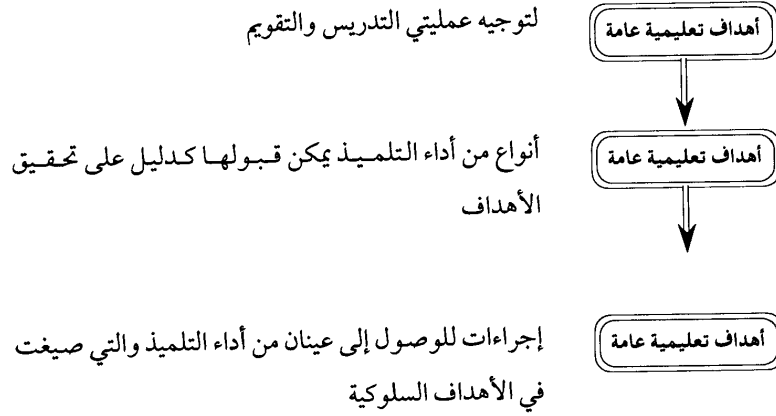 أهداف تعليمية عامة
لتوجيه عمليتي التدريس والتقويم
أهداف تعليمية عامة
أنواع من أداء التلميذ يمكن قبولها كدليل على تحقيق
الأهداف
أهداف تعليمية عامة
إجراءات للوصول إلى عينان من أداء التلميذ والتي صيغت
في الأهداف السلوكية